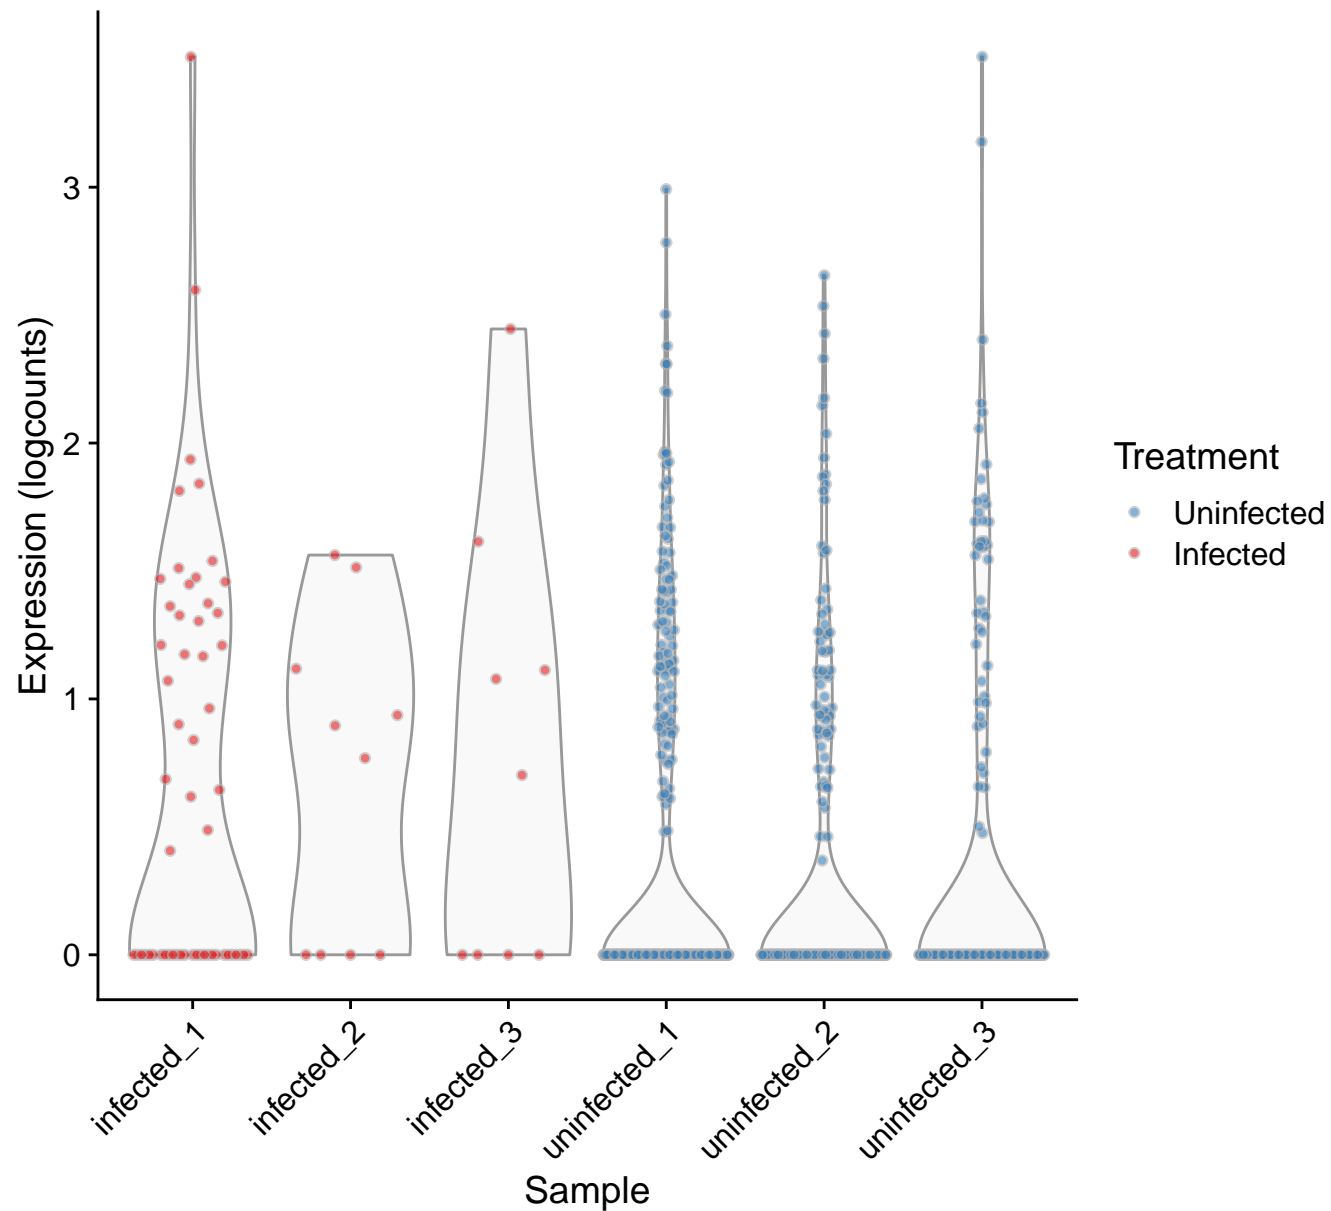 Expression (logcounts)
3
2
1
0
infected_1
infected_2
infected_3
uninfected_1
uninfected_2
uninfected_3
Sample
Treatment
Uninfected
Infected